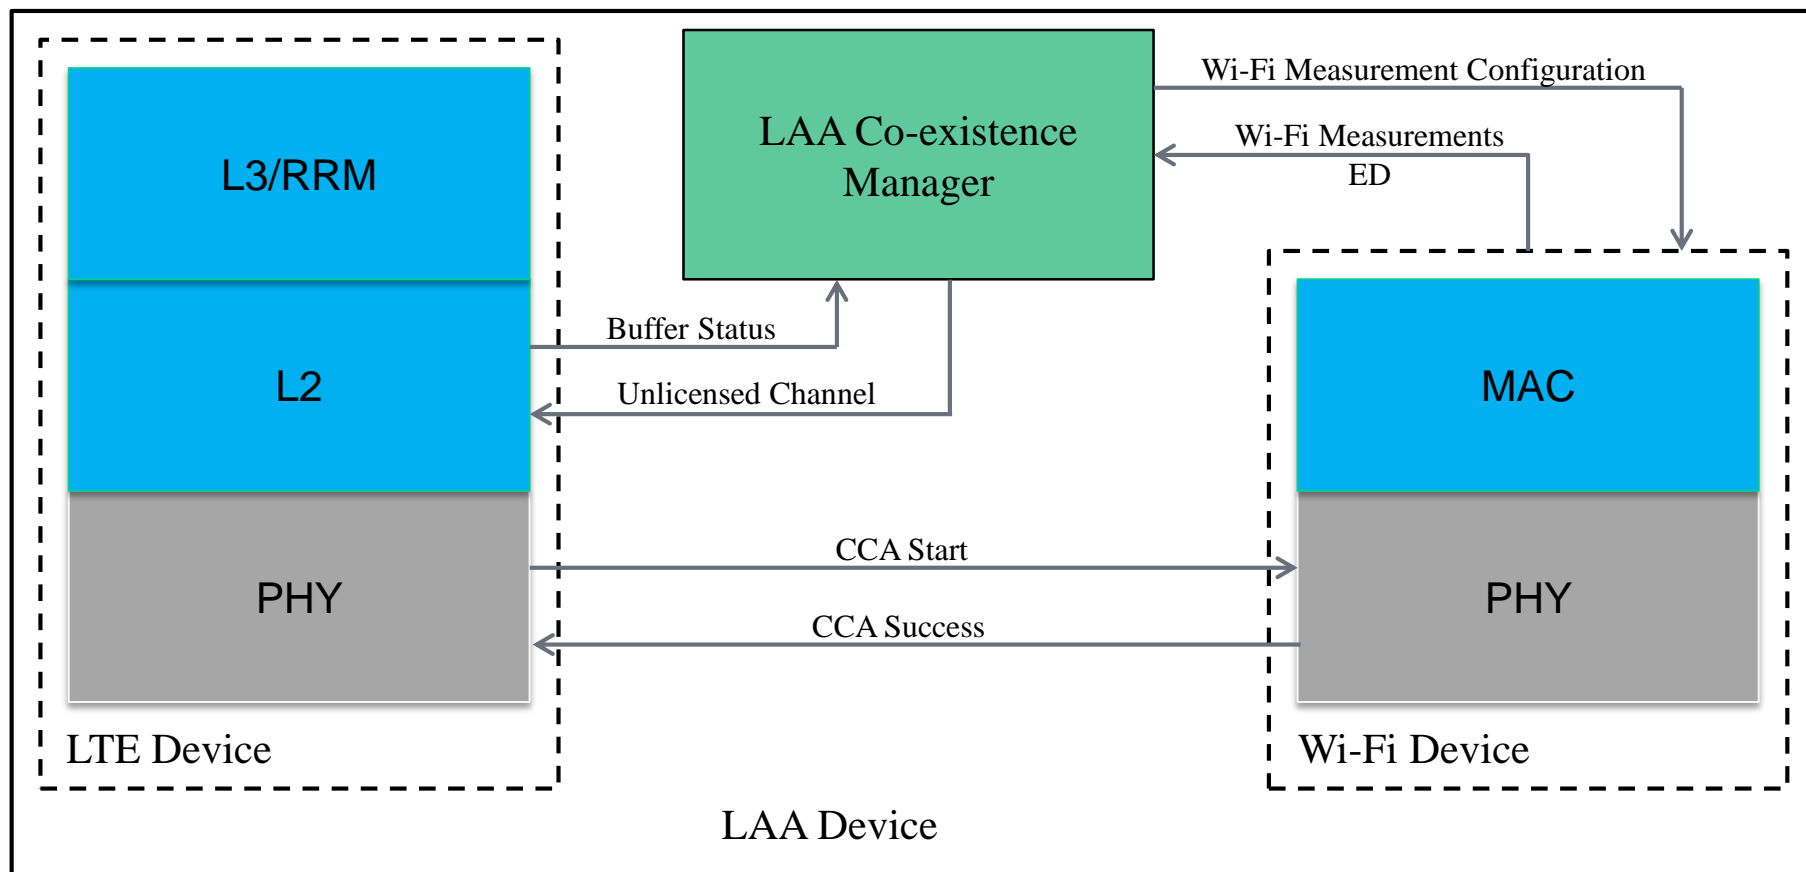 L3/RRM
L2
PHY
LTE Device
LAA Co-existence
Manager
Wi-Fi Measurement Configuration
Wi-Fi Measurements
ED
Buffer Status
Unlicensed Channel
CCA Start
CCA Success
MAC
PHY
Wi-Fi Device
LAA Device